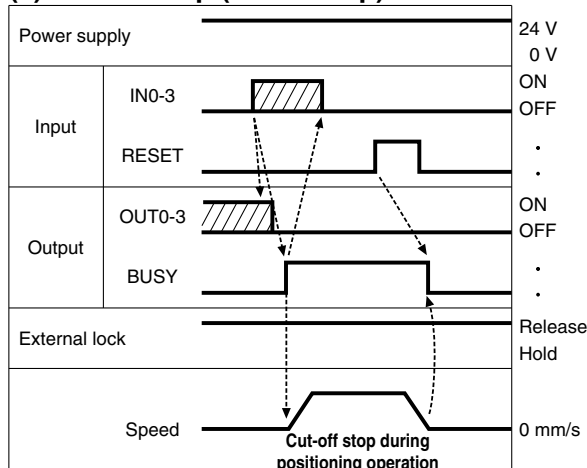 Power supply
24 V
0 V
Input
IN0-3
ON
OFF
RESET
Output
OUT0-3
ON
OFF
BUSY
External lock
Release
Hold
Speed
0 mm/s
Cut-off stop during
positioning operation